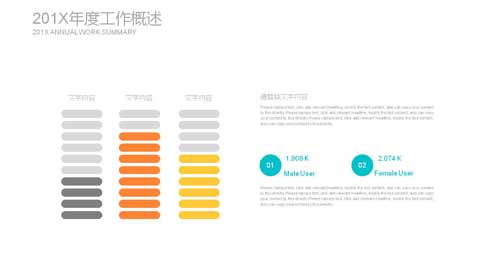 201X年度工作概述
201X ANNUAL WORK SUMMARY
文字内容
文字内容
文字内容
请替换文字内容
Please replace text, click add relevant headline, modify the text content, also can copy your content
to this directly. Please replace text, click add relevant headline, modify the text content, also can copy
your content to this directly. Please replace text, click add relevant headline, modify the text content,
also can copy your content to this directly.
01
1.908 K
Male User
02
2.074 K
Female User
Please replace text, click add relevant headline, modify the text content, also can copy your content
to this directly. Please replace text, click add relevant headline, modify the text content, also can copy
your content to this directly. Please replace text, click add relevant headline, modify the text content,
also can copy your content to this directly.